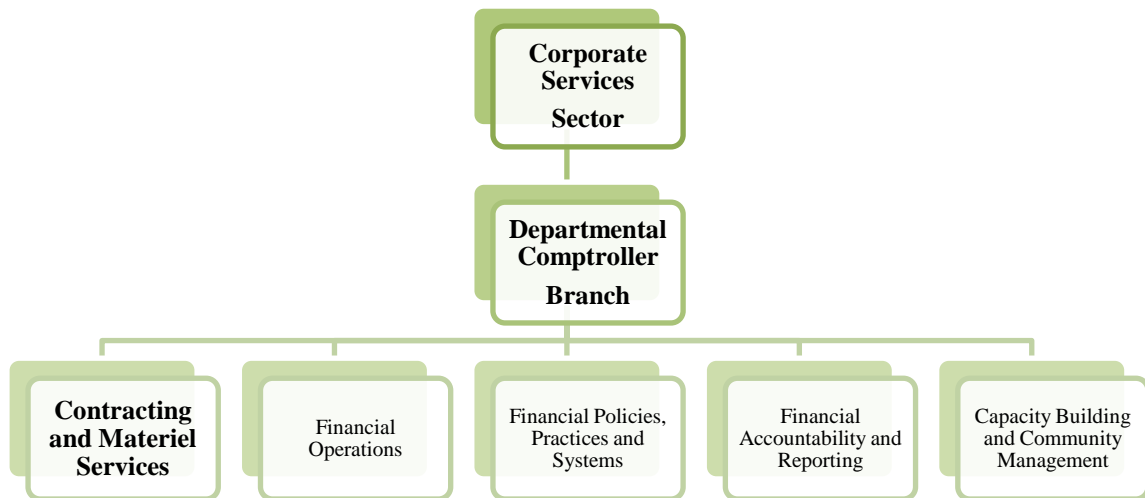 Corporate
Services
Sector
Departmental
Comptroller
Branch
Contracting
and Materiel
Services
Financial
Operations
Financial Policies,
Practices and
Systems
Financial
Accountability and
Reporting
Capacity Building
and Community
Management